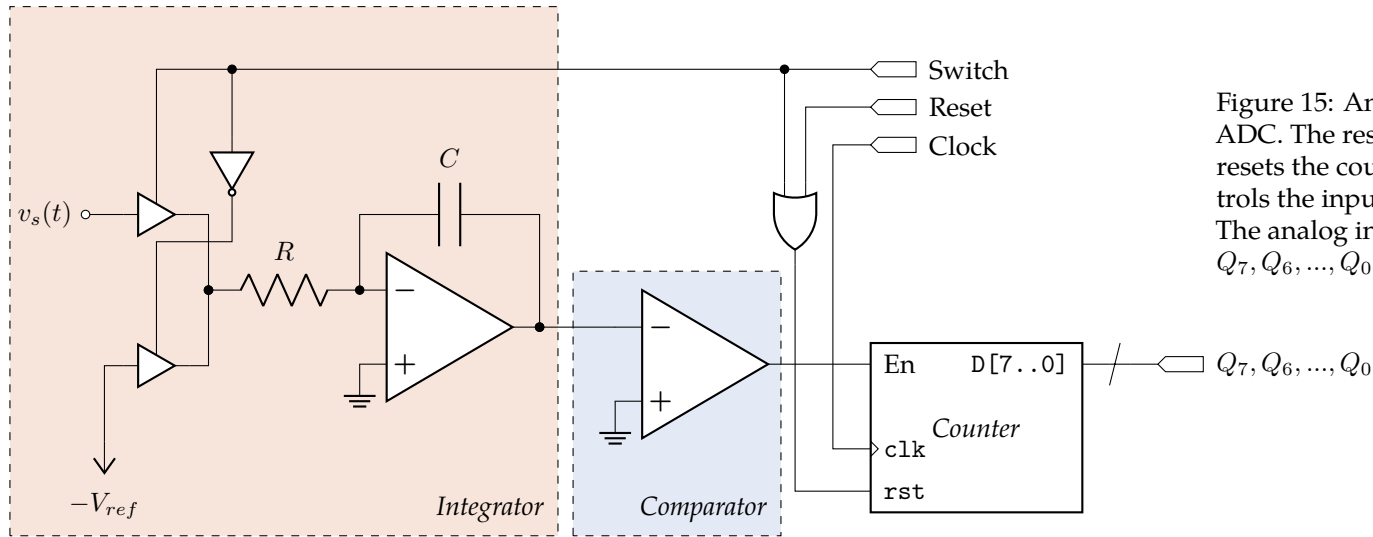 Switch
Reset
Clock
Figure 15: An
ADC. The res
resets the cou
trols the inpu
The analog in
Q₇, Q₆, ..., Q₀
C
vₛ(t)
R
−
+
−
+
En D[7..0]
Q₇, Q₆, ..., Q₀
Counter
clk
rst
−V_ref
Integrator
Comparator